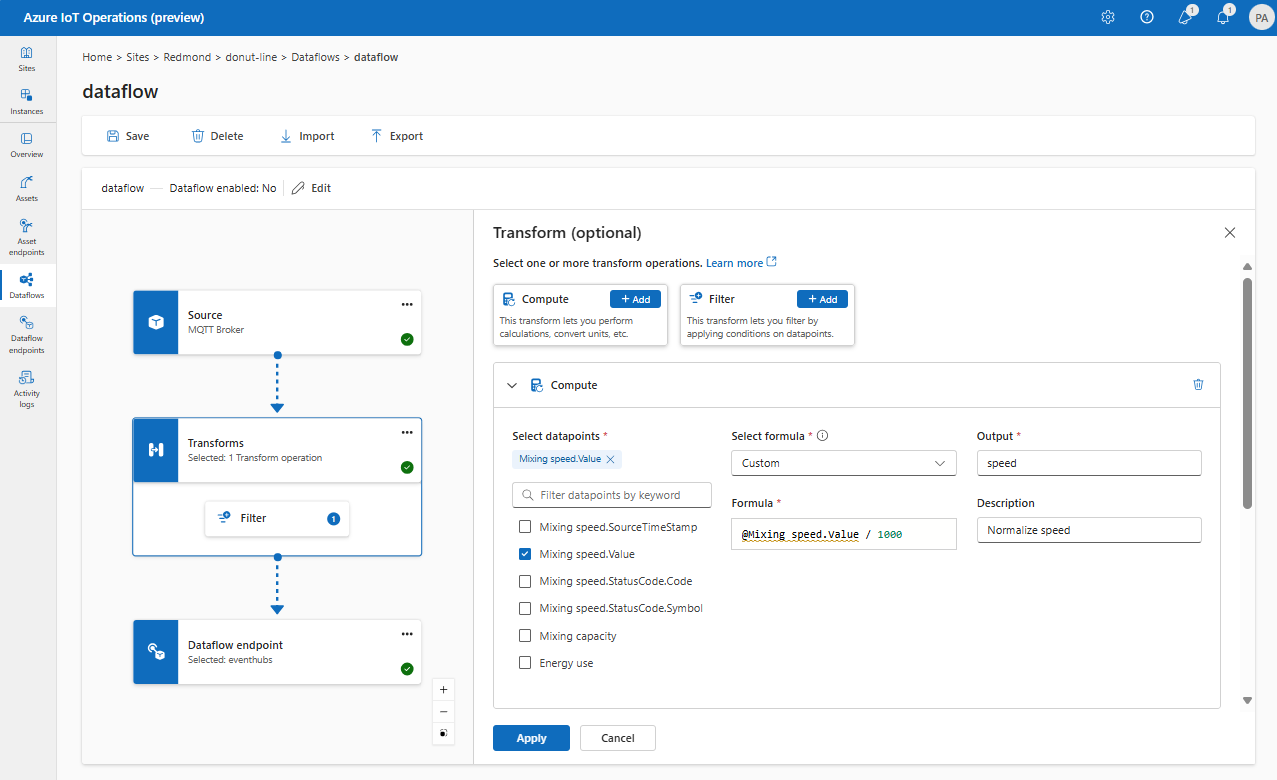 Azure IoT Operations (preview)
1
1
PA
Sites
Instances
Overview
Assets
Asset
endpoints
Dataflows
Dataflow
endpoints
Activity
logs
Home > Sites > Redmond > donut-line > Dataflows > dataflow
dataflow
Save Delete Import Export
dataflow Dataflow enabled: No Edit
Source
MQTT Broker
Transforms
Selected: 1 Transform operation
Filter 1
Dataflow endpoint
Selected: eventhubs
Transform (optional)
Select one or more transform operations. Learn more
Compute + Add
This transform lets you perform
calculations, convert units, etc.
Filter + Add
This transform lets you filter by
applying conditions on datapoints.
Compute
Select datapoints *
Mixing speed.Value
Filter datapoints by keyword
Mixing speed.SourceTimeStamp
Mixing speed.Value
Mixing speed.StatusCode.Code
Mixing speed.StatusCode.Symbol
Mixing capacity
Energy use
Select formula *
Custom
Formula *
@Mixing speed.Value / 1000
Output *
speed
Description
Normalize speed
Apply Cancel